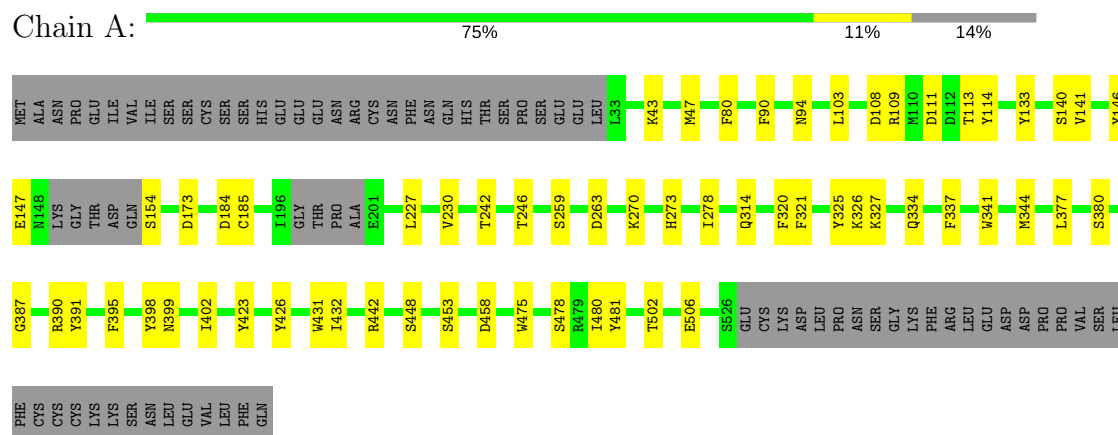 Chain A:
75% 11% 14%
MET ALA ASN PRO GLU ILE VAL ILE SER SER CYS SER SER HIS GLU GLU GLU ASN ARG CYS ASN PHE ASN GLN HIS THR SER PRO SER GLU GLU LEU L33 K43 M47 F80 F90 N94 L103 D108 R109 M110 D111 D112 T113 Y114 Y133 S140 V141 Y146
E147 N148 LYS GLY THR ASP GLN S154 D173 D184 C185 I196 GLY THR PRO ALA E201 L227 V230 T242 T246 S259 D263 K270 H273 I278 Q314 F320 F321 Y325 K326 K327 Q334 F337 W341 M344 L377 S380
G387 R390 Y391 F395 Y398 N399 I402 Y423 Y426 W431 I432 R442 S448 S453 D458 W475 S478 R479 I480 Y481 T502 E506 S526 GLU CYS LYS ASP LEU PRO ASN SER GLY LYS PHE ARG LEU GLU ASP ASP PRO PRO VAL SER LEU
PHE CYS CYS CYS LYS LYS SER ASN LEU GLU VAL LEU PHE GLN